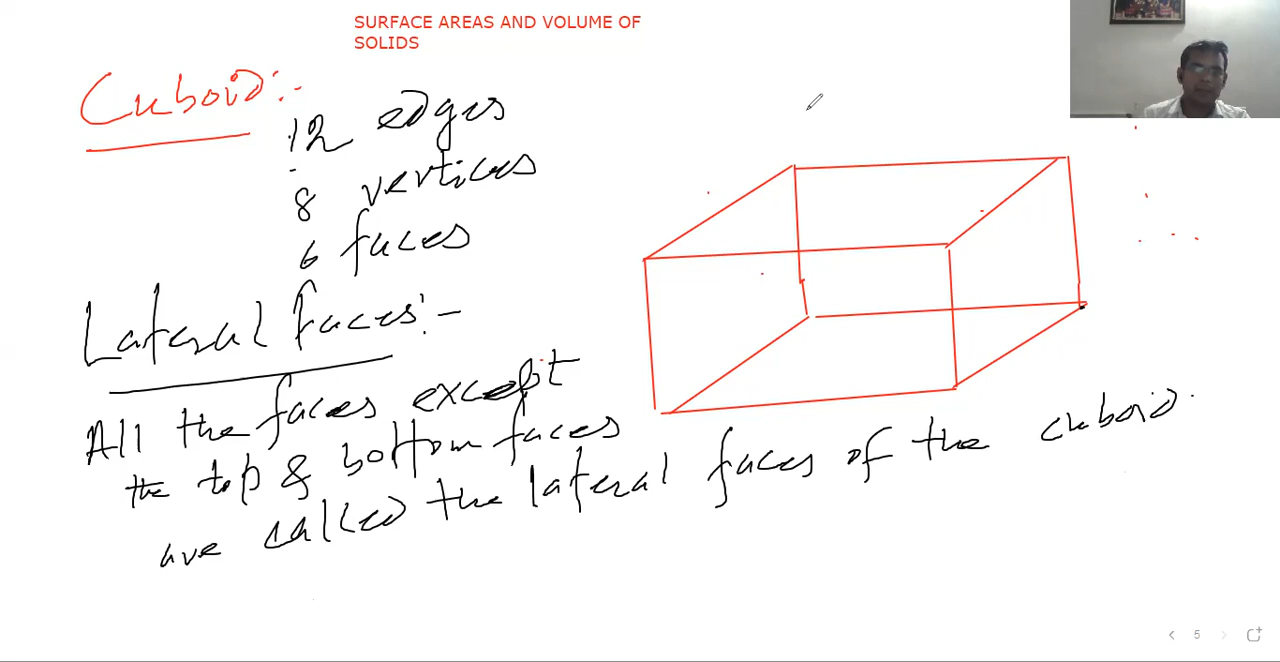 SURFACE AREAS AND VOLUME OF
SOLIDS
Cuboid:-
12 edges
8 vertices
6 faces
Lateral faces:-
All the faces except
the top & bottom faces
are called the lateral faces of the cuboid.
5